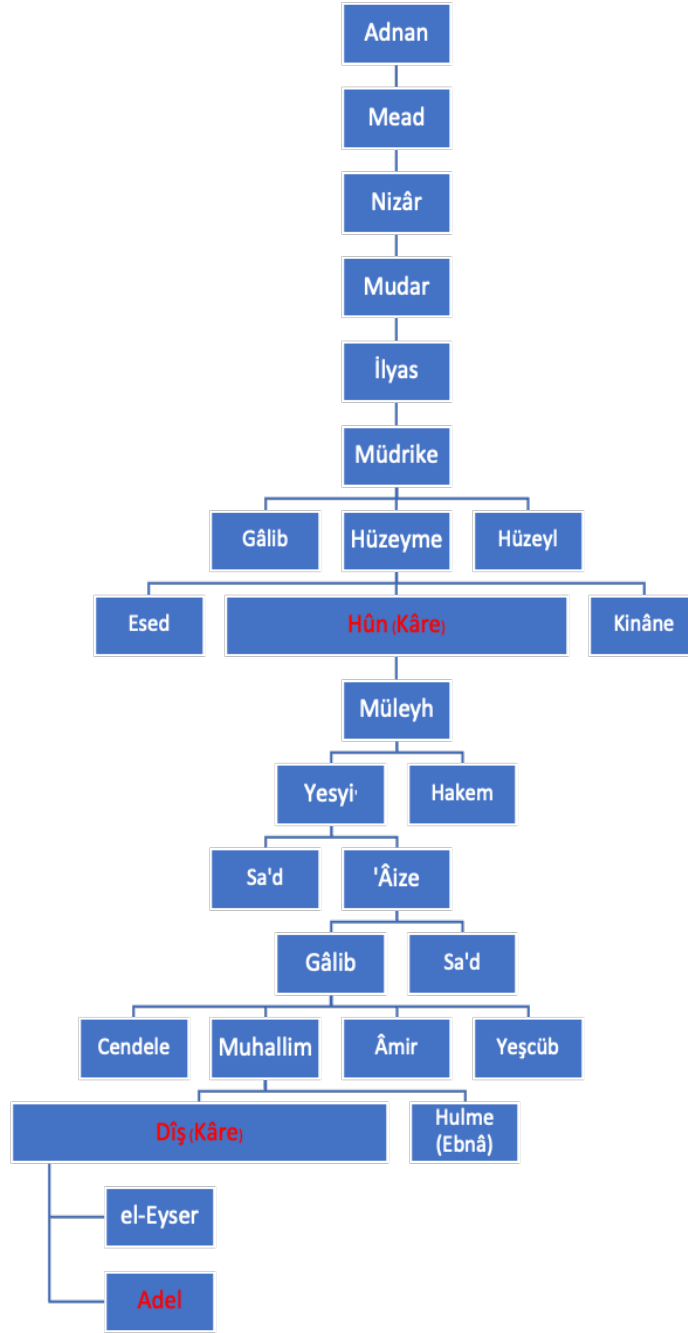 Adnan
Mead
Nizâr
Mudar
İlyas
Müdrike
Gâlib
Hüzeyme
Hüzeyl
Esed
Hûn (Kâre)
Kinâne
Müleyh
Yesyi'
Hakem
Sa'd
'Âize
Gâlib
Sa'd
Cendele
Muhallim
Âmir
Yeşcüb
Dîş (Kâre)
Hulme
(Ebnâ)
el-Eyser
Adel